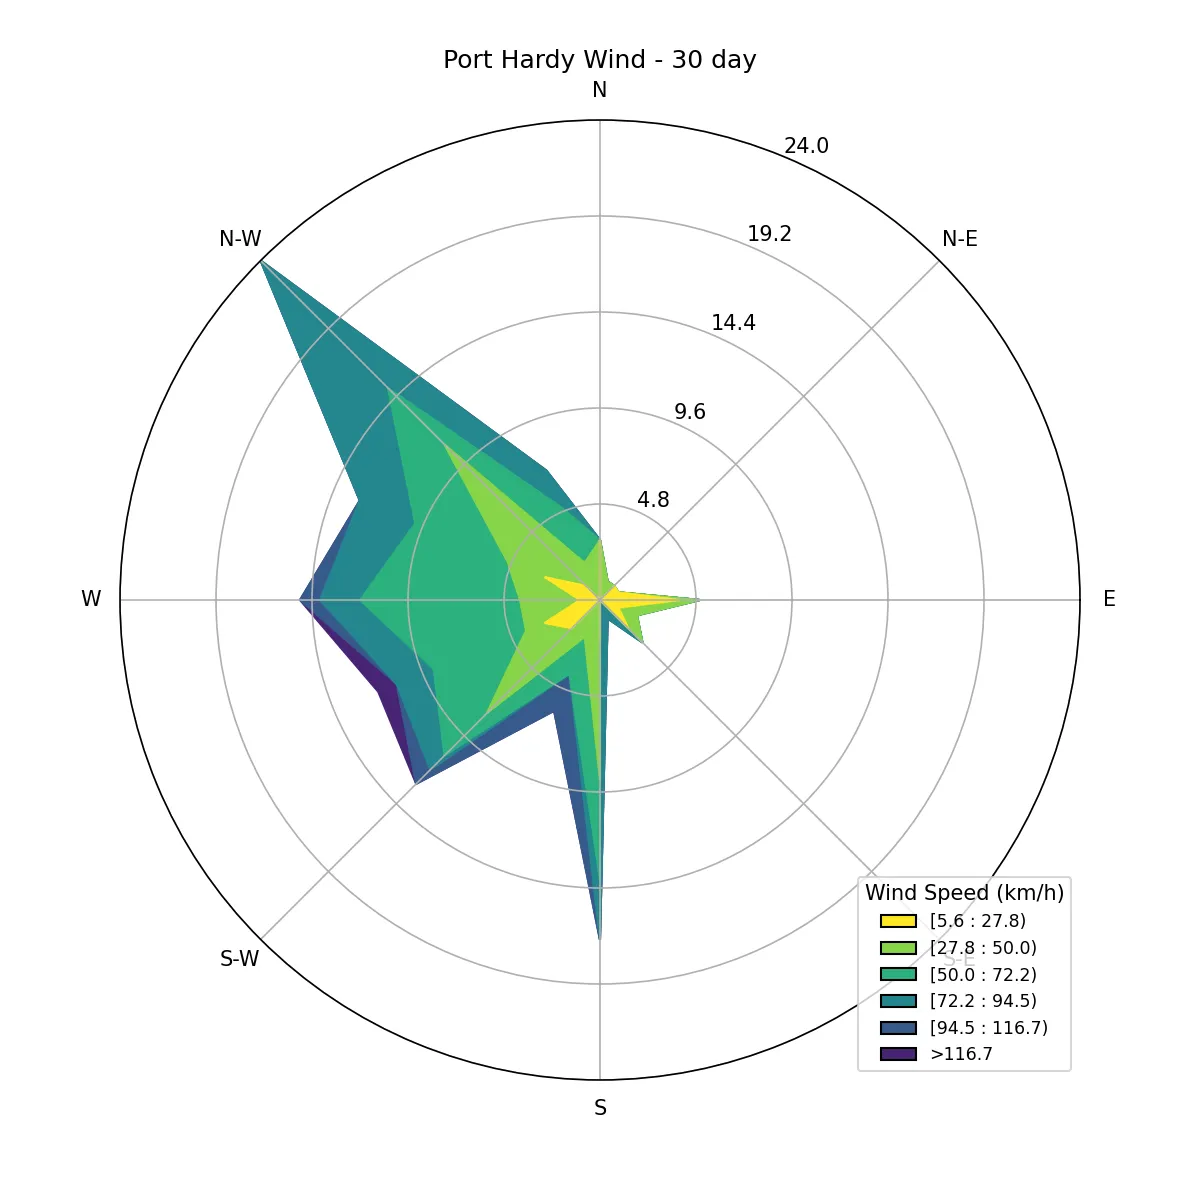 Port Hardy Wind - 30 day
N
24.0
N-W
19.2
N-E
14.4
9.6
4.8
W
E
Wind Speed (km/h)
[5.6 : 27.8)
[27.8 : 50.0)
S-W
S-E
[50.0 : 72.2)
[72.2 : 94.5)
[94.5 : 116.7)
>116.7
S